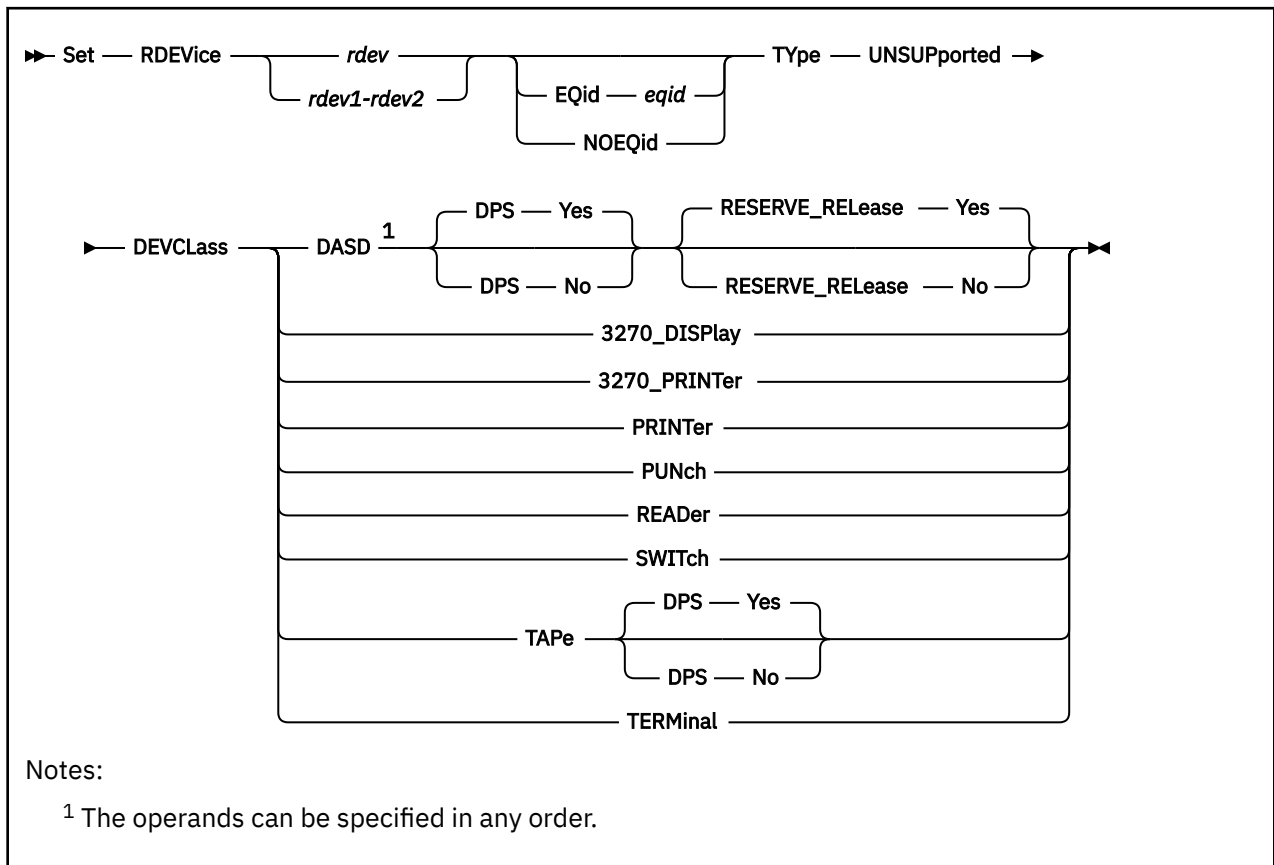 Set RDEVice rdev TYpe UNSUPported
rdev1-rdev2 EQid eqid
NOEQid
DPS Yes RESERVE_RELease Yes
DEVCLass DASD 1
DPS No RESERVE_RELease No
3270_DISPlay
3270_PRINTer
PRINTer
PUNch
READer
SWITch
DPS Yes
TAPe
DPS No
TERMinal
Notes:
1 The operands can be specified in any order.